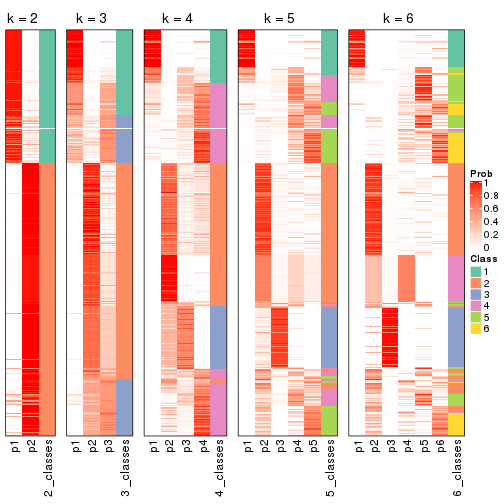 k = 2
k = 3
k = 4
k = 5
k = 6
p1
p2
2_classes
p1
p2
p3
3_classes
p1
p2
p3
p4
4_classes
p1
p2
p3
p4
p5
5_classes
p1
p2
p3
p4
p5
p6
6_classes
Prob
1
0.8
0.6
0.4
0.2
0
Class
1
2
3
4
5
6